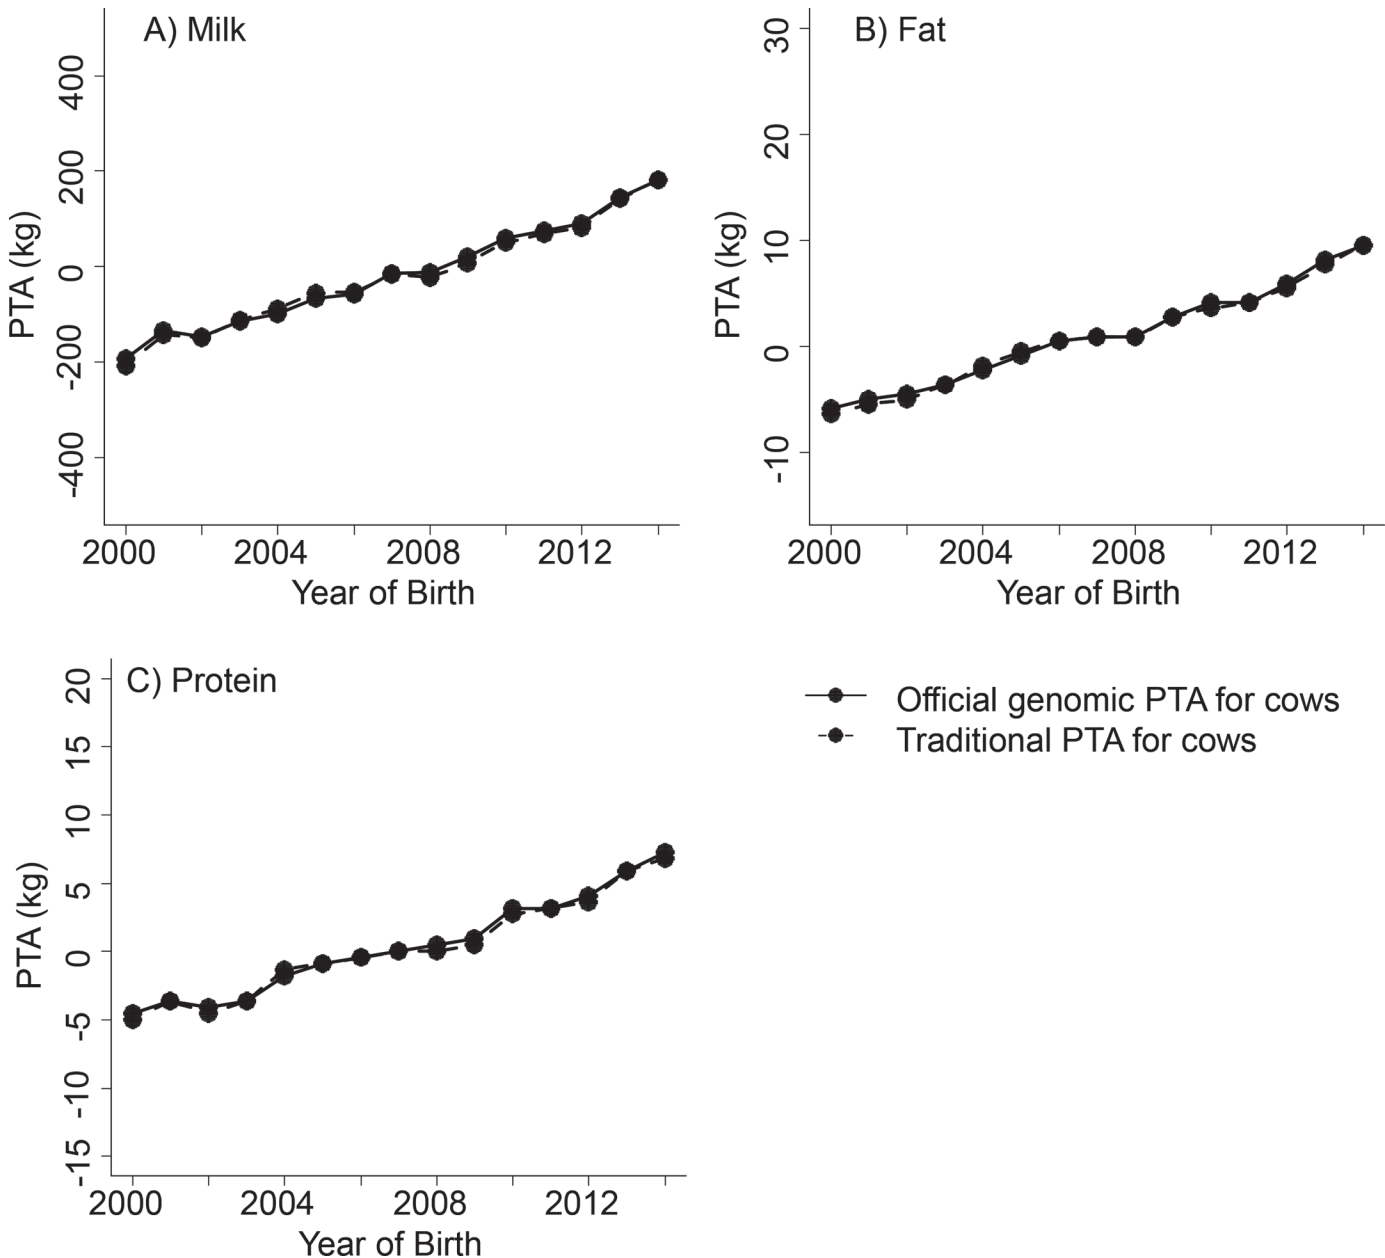 A) Milk
400
200
0
-200
-400
PTA (kg)
2000 2004 2008 2012
Year of Birth
B) Fat
30
20
10
0
-10
PTA (kg)
2000 2004 2008 2012
Year of Birth
C) Protein
20
15
10
5
0
-5
-10
-15
PTA (kg)
2000 2004 2008 2012
Year of Birth
Official genomic PTA for cows
Traditional PTA for cows